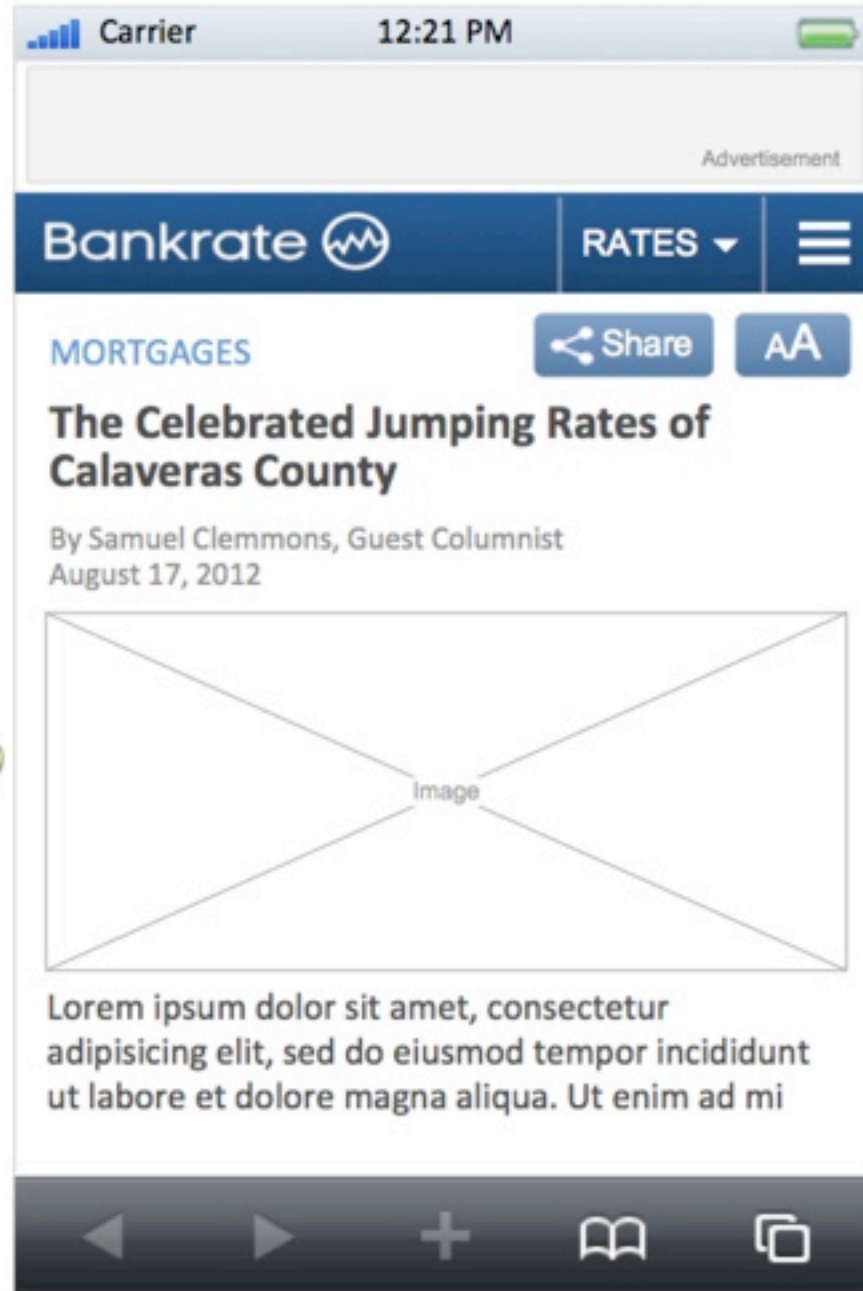 Carrier 12:21 PM
Advertisement
Bankrate RATES
MORTGAGES Share AA
The Celebrated Jumping Rates of
Calaveras County
By Samuel Clemmons, Guest Columnist
August 17, 2012
Image
Lorem ipsum dolor sit amet, consectetur
adipisicing elit, sed do eiusmod tempor incididunt
ut labore et dolore magna aliqua. Ut enim ad mi